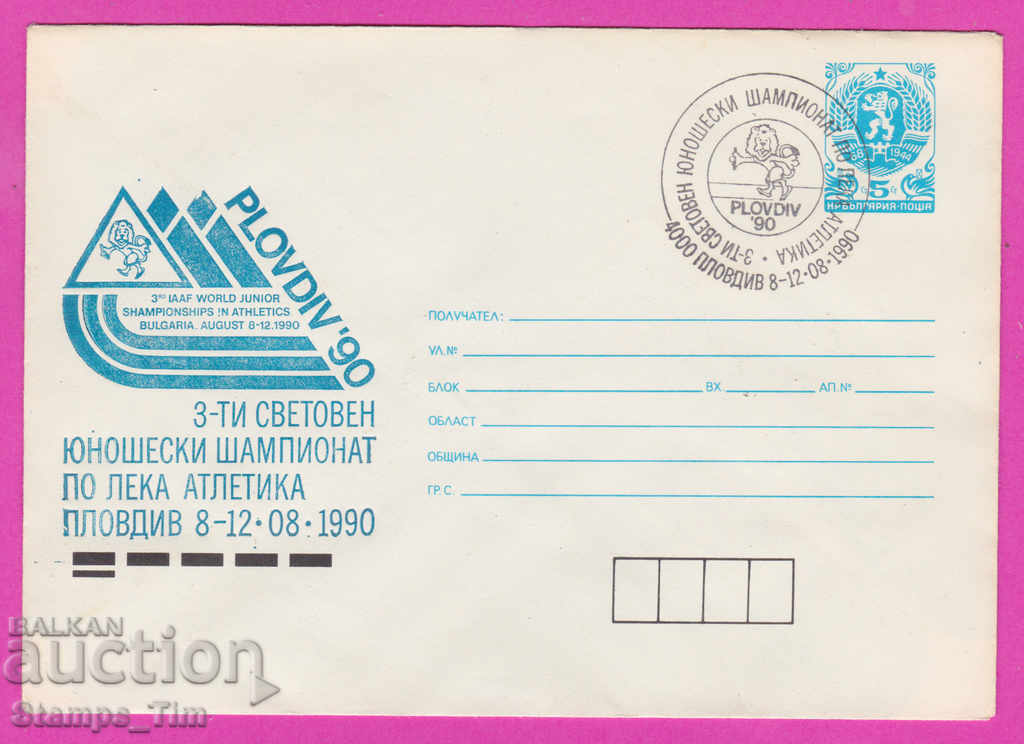 PLOVDIV '90
3RD IAAF WORLD JUNIOR
SHAMPIONSHIPS IN ATHLETICS
BULGARIA. AUGUST 8-12.1990
3-ТИ СВЕТОВЕН
ЮНОШЕСКИ ШАМПИОНАТ
ПО ЛЕКА АТЛЕТИКА
ПЛОВДИВ 8-12·08·1990
3-ТИ СВЕТОВЕН ЮНОШЕСКИ ШАМПИОНАТ ПО ЛЕКА АТЛЕТИКА ·
PLOVDIV
'90
4000 ПЛОВДИВ 8-12·08·1990
1944
5
НР БЪЛГАРИЯ·ПОЩА
ПОЛУЧАТЕЛ:
УЛ.№
БЛОК ВХ. АП.№
ОБЛАСТ
ОБЩИНА
ГР.С.
BALKAN
auction
Stamps_Tim